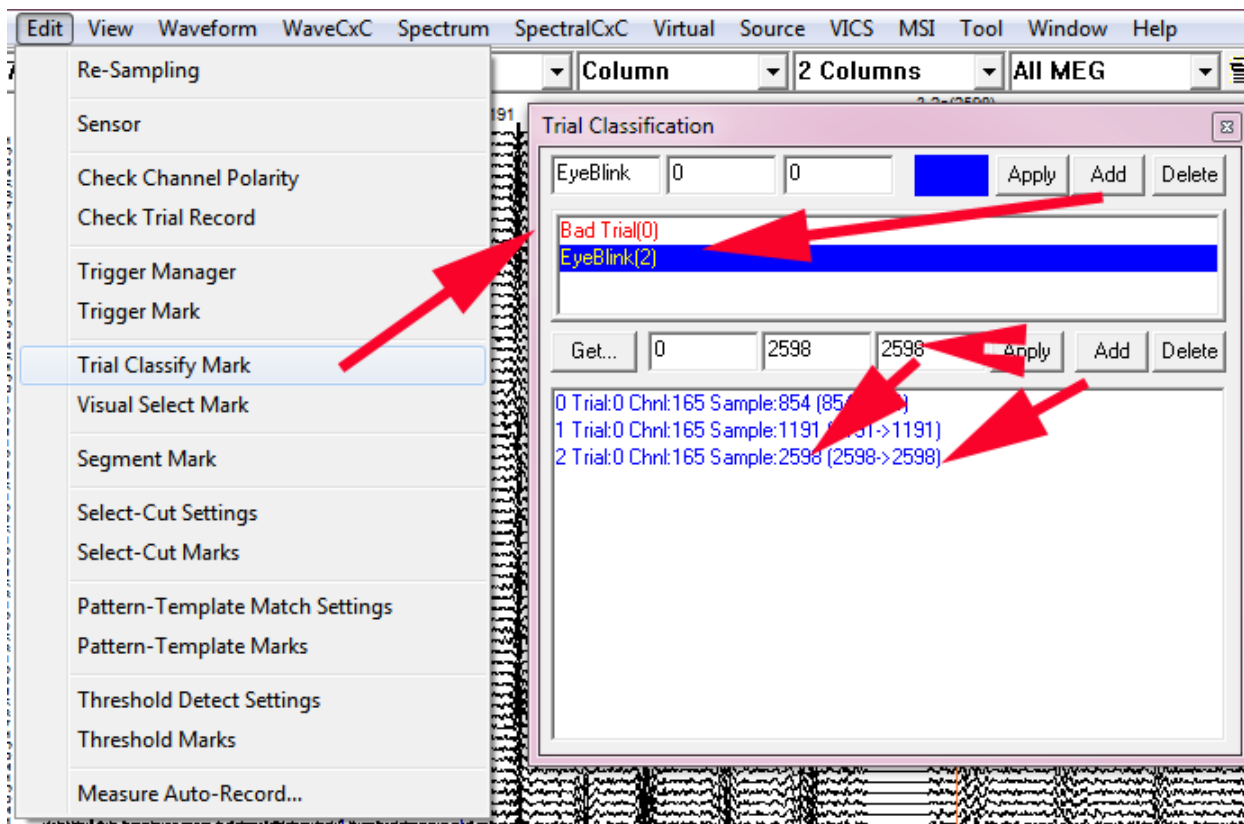 Edit View Waveform WaveCxC Spectrum SpectralCxC Virtual Source VICS MSI Tool Window Help
Column 2 Columns All MEG
Re-Sampling
Sensor
Check Channel Polarity
Check Trial Record
Trigger Manager
Trigger Mark
Trial Classify Mark
Visual Select Mark
Segment Mark
Select-Cut Settings
Select-Cut Marks
Pattern-Template Match Settings
Pattern-Template Marks
Threshold Detect Settings
Threshold Marks
Measure Auto-Record...
191
Trial Classification
EyeBlink 0 0 Apply Add Delete
Bad Trial(0)
EyeBlink(2)
Get... 0 2598 2598 Apply Add Delete
0 Trial:0 Chnl:165 Sample:854
1 Trial:0 Chnl:165 Sample:1191
2 Trial:0 Chnl:165 Sample:2598 (2598->2598)